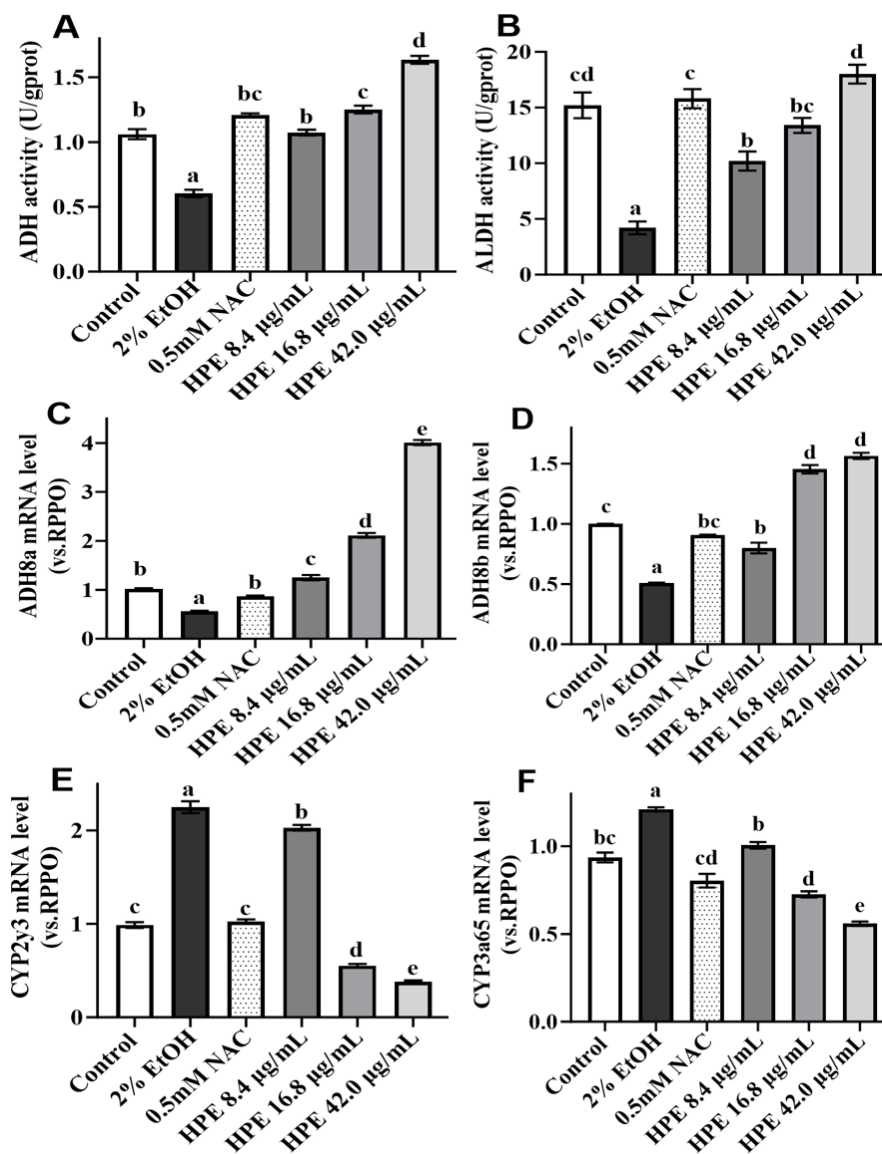 A
ADH activity (U/gprot)
1.5
1.0
0.5
0.0
b
a
bc
b
c
d
Control
2% EtOH
0.5mM NAC
HPE 8.4 µg/mL
HPE 16.8 µg/mL
HPE 42.0 µg/mL
B
ALDH activity (U/gprot)
20
15
10
5
0
cd
a
c
b
bc
d
Control
2% EtOH
0.5mM NAC
HPE 8.4 µg/mL
HPE 16.8 µg/mL
HPE 42.0 µg/mL
C
ADH8a mRNA level
(vs.RPPO)
4
3
2
1
0
b
a
b
c
d
e
Control
2% EtOH
0.5mM NAC
HPE 8.4 µg/mL
HPE 16.8 µg/mL
HPE 42.0 µg/mL
D
ADH8b mRNA level
(vs.RPPO)
1.5
1.0
0.5
0.0
c
a
bc
b
d
d
Control
2% EtOH
0.5mM NAC
HPE 8.4 µg/mL
HPE 16.8 µg/mL
HPE 42.0 µg/mL
E
CYP2y3 mRNA level
(vs.RPPO)
2
1
0
c
a
c
b
d
e
Control
2% EtOH
0.5mM NAC
HPE 8.4 µg/mL
HPE 16.8 µg/mL
HPE 42.0 µg/mL
F
CYP3a65 mRNA level
(vs.RPPO)
1.0
0.5
0.0
bc
a
cd
b
d
e
Control
2% EtOH
0.5mM NAC
HPE 8.4 µg/mL
HPE 16.8 µg/mL
HPE 42.0 µg/mL